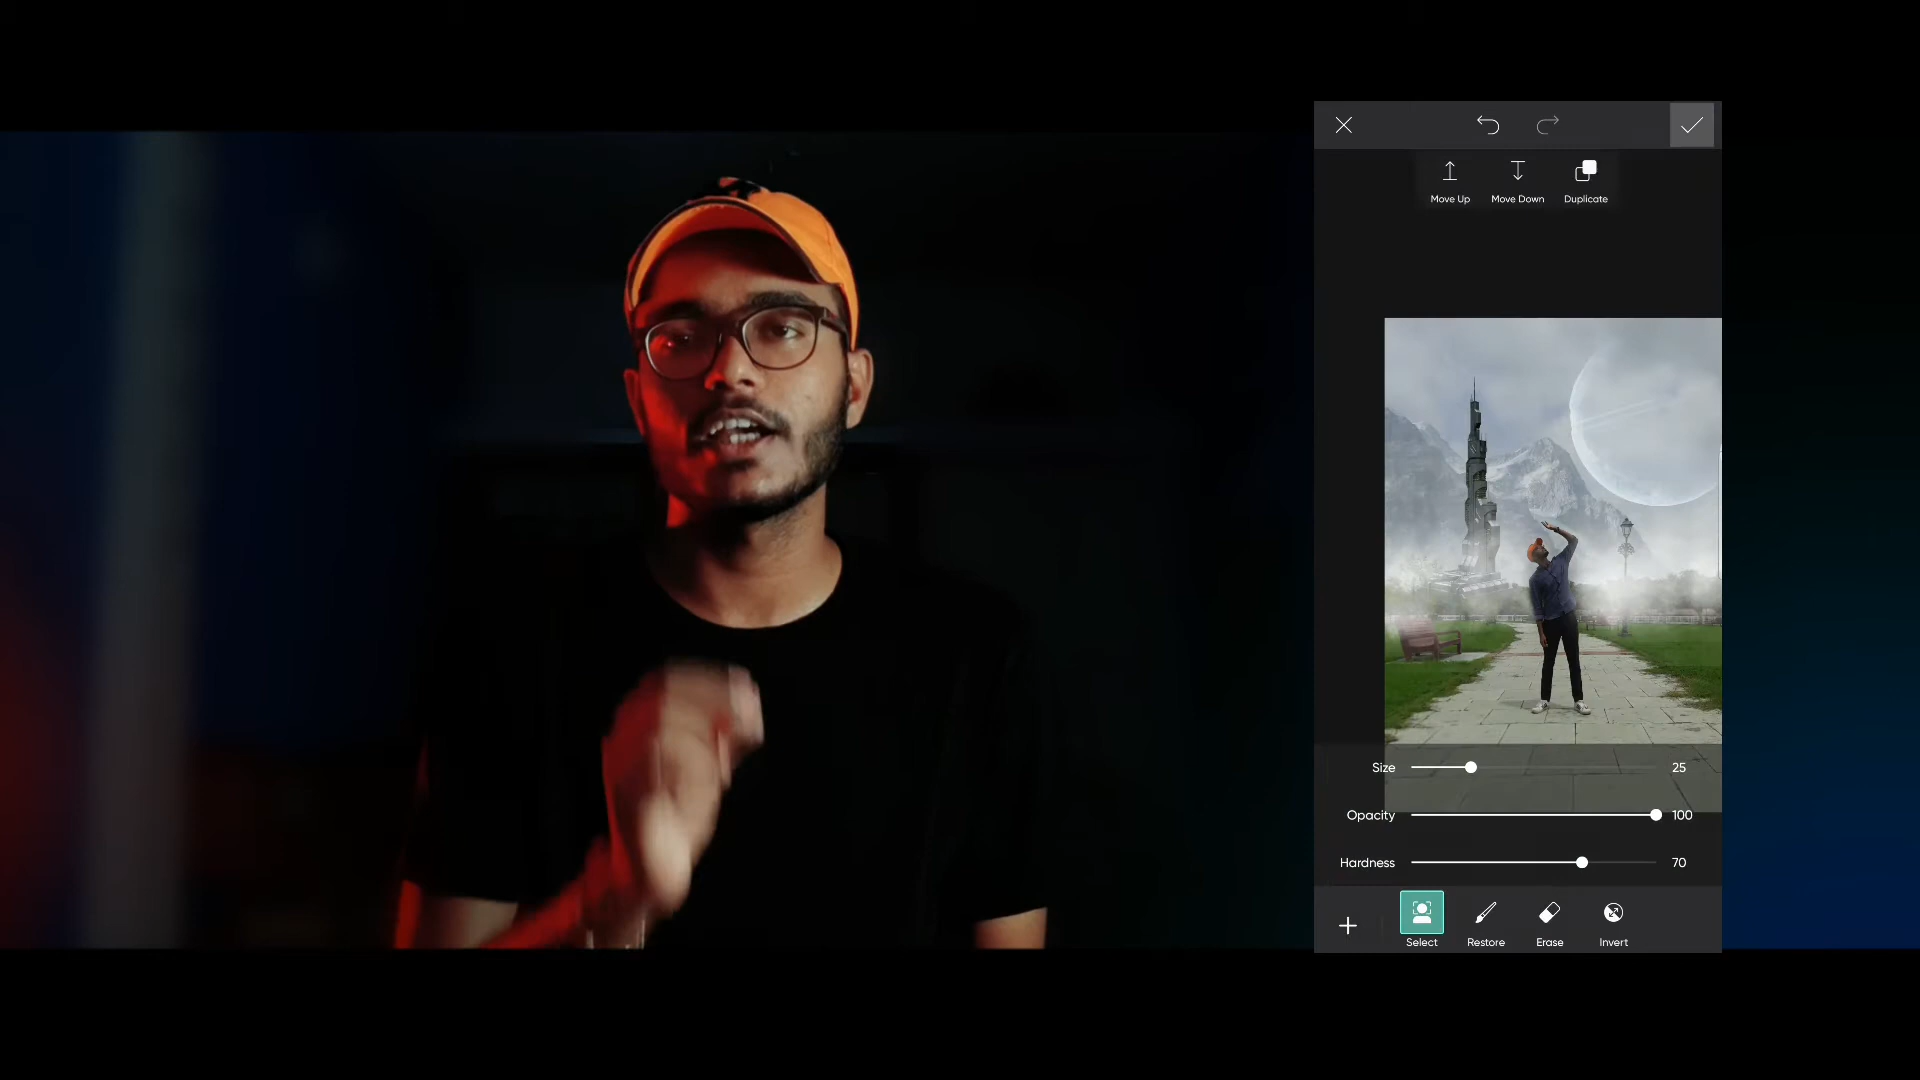 Move Up Move Down Duplicate
Size 25
Opacity 100
Hardness 70
Select Restore Erase Invert